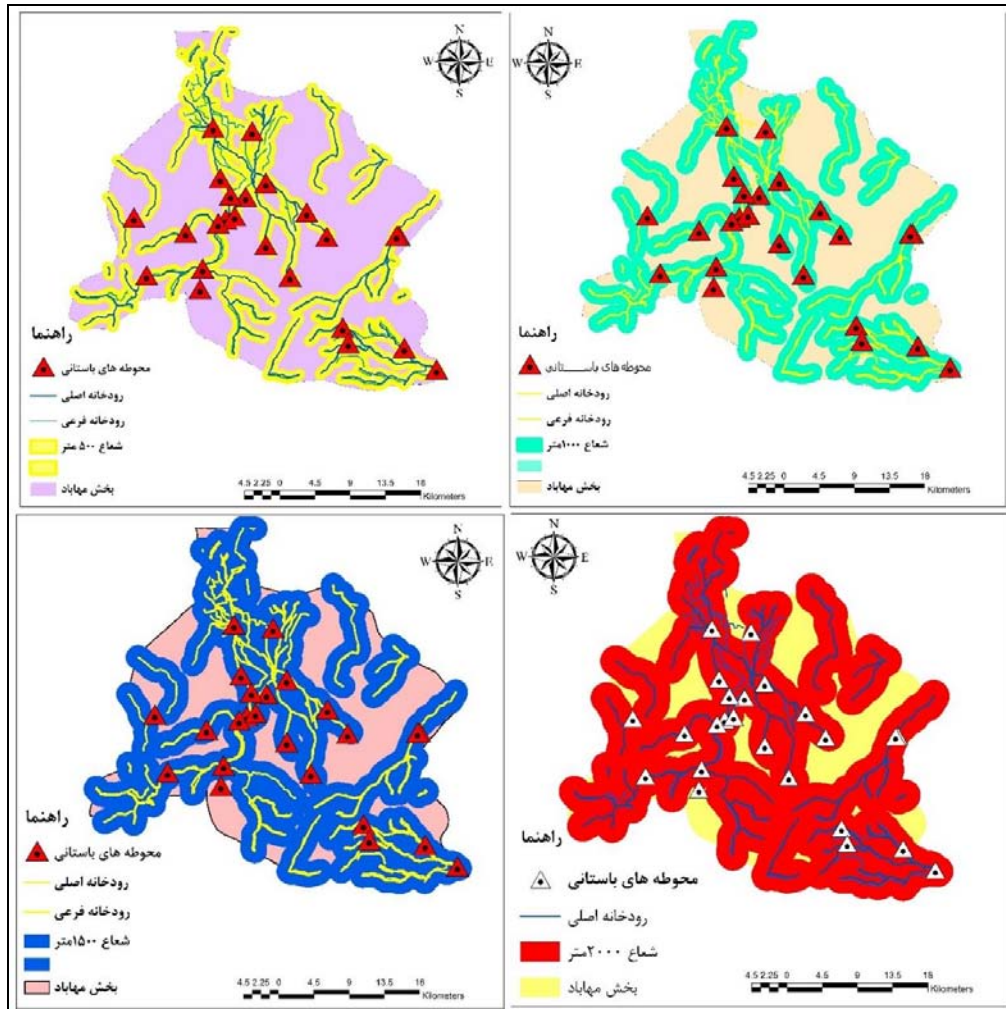 N
W E
S
راهنما
محوطه های باستانی
رودخانه اصلی
رودخانه فرعی
شعاع ۵۰۰ متر
بخش مهاباد
4.5 2.25 0 4.5 9 13.5 18
Kilometers
N
W E
S
راهنما
محوطه های باســـــتانی
رودخانه اصلی
رودخانه فرعی
شعاع ۱۰۰۰متر
بخش مهاباد
4.5 2.25 0 4.5 9 13.5 18
Kilometers
N
W E
S
راهنما
محوطه های باستانی
رودخانه اصلی
رودخانه فرعی
شعاع ۱۵۰۰متر
بخش مهاباد
4.5 2.25 0 4.5 9 13.5 18
Kilometers
N
W E
S
راهنما
محوطه های باستانی
رودخانه اصلی
شعاع ۲۰۰۰متر
بخش مهاباد
4.5 2.25 0 4.5 9 13.5 18
Kilometers